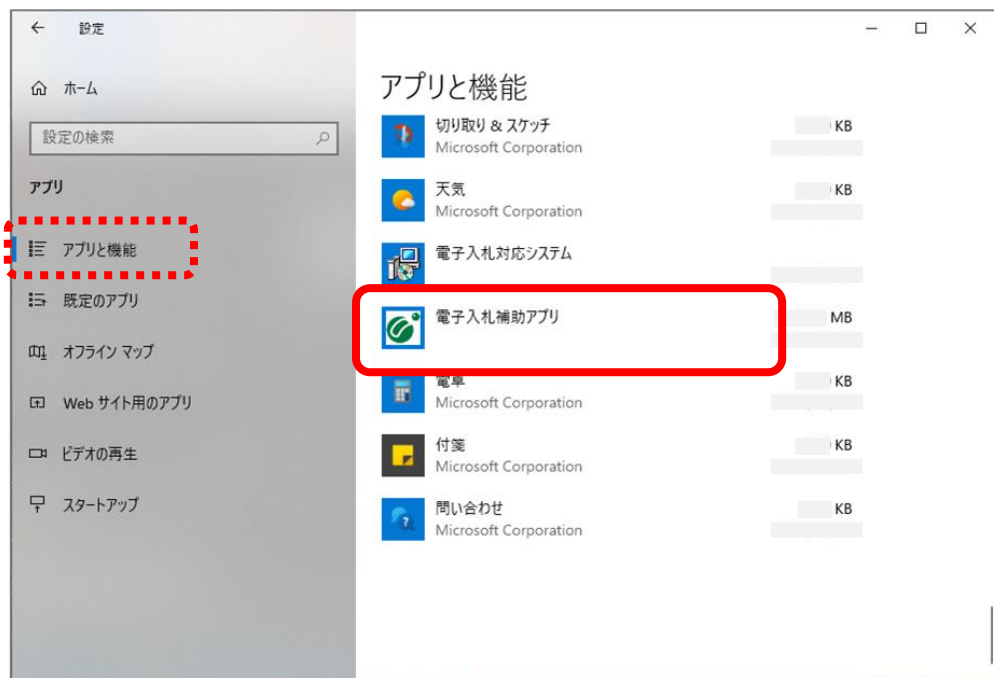 設定
ホーム
設定の検索
アプリ
アプリと機能
既定のアプリ
オフライン マップ
Web サイト用のアプリ
ビデオの再生
スタートアップ
アプリと機能
切り取り & スケッチ
KB
Microsoft Corporation
天気
KB
Microsoft Corporation
電子入札対応システム
電子入札補助アプリ
MB
電卓
KB
Microsoft Corporation
付箋
KB
Microsoft Corporation
問い合わせ
KB
Microsoft Corporation